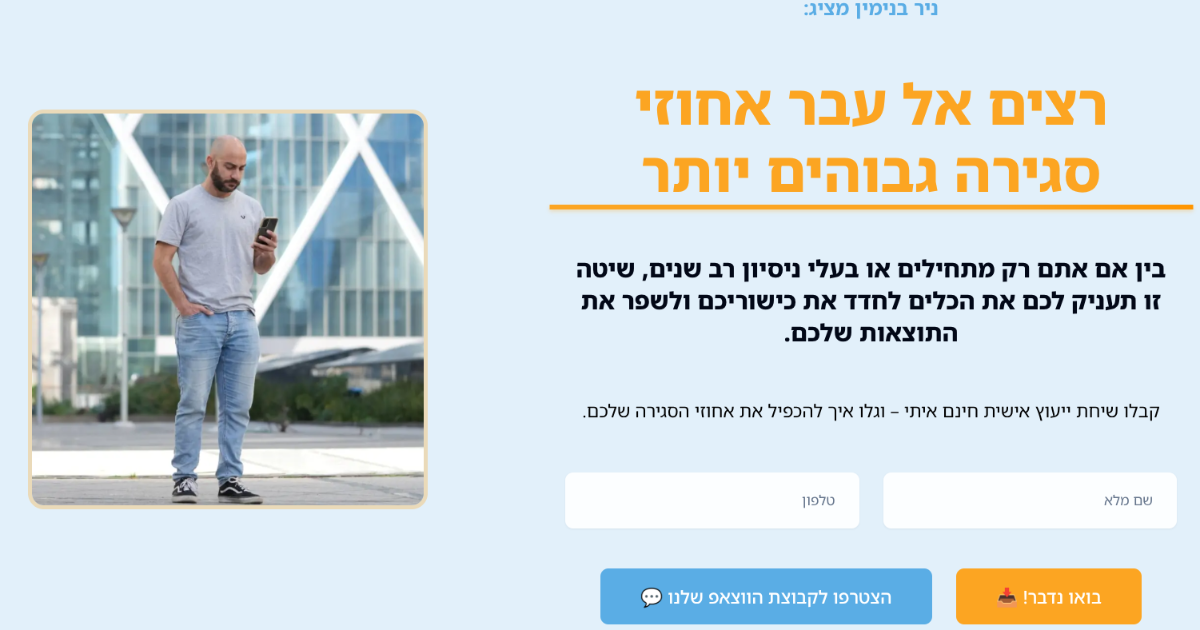 ניר בנימין מציג:
רצים אל עבר אחוזי
סגירה גבוהים יותר
בין אם אתם רק מתחילים או בעלי ניסיון רב שנים, שיטה
זו תעניק לכם את הכלים לחדד את כישוריכם ולשפר את
התוצאות שלכם.
קבלו שיחת ייעוץ אישית חינם איתי – וגלו איך להכפיל את אחוזי הסגירה שלכם.
שם מלא
טלפון
בואו נדבר! 📥
הצטרפו לקבוצת הווצאפ שלנו 💬